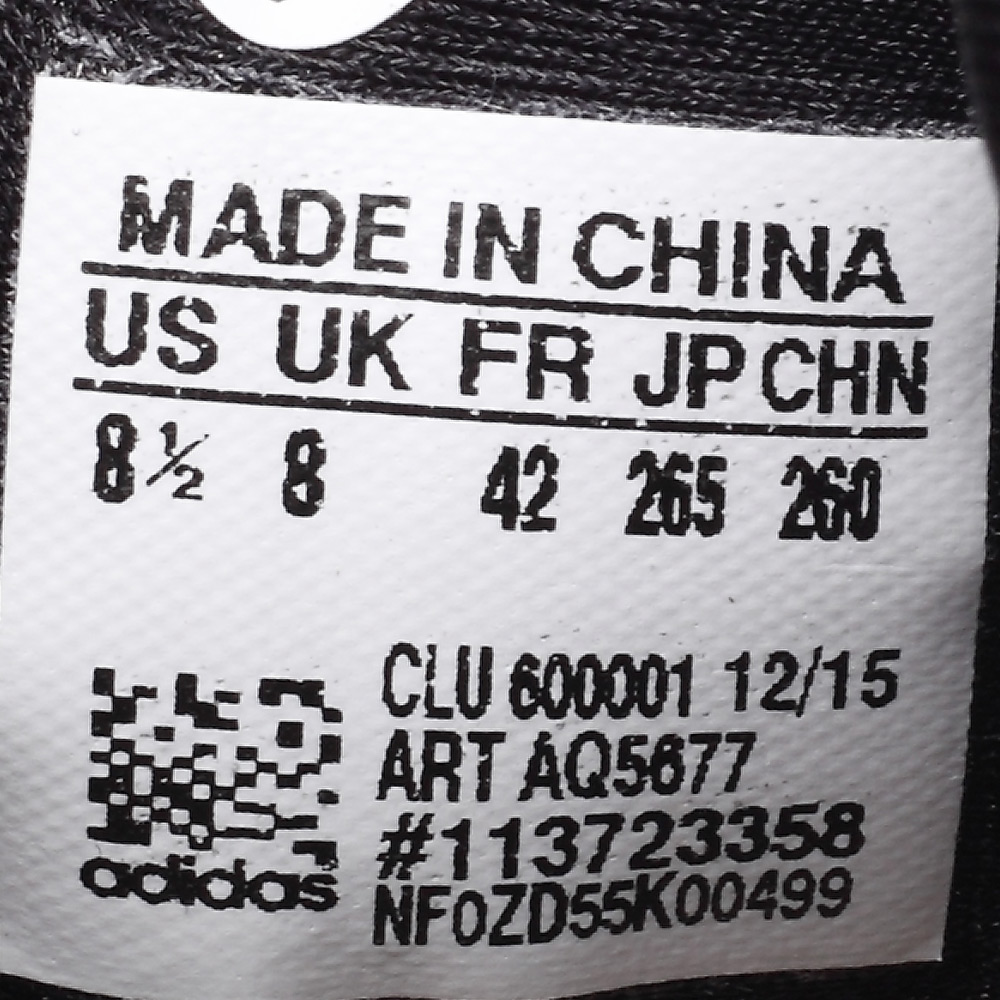 MADE IN CHINA
US UK FR JP CHN
8 ½ 8 42 265 260
CLU 600001 12/15
ART AQ5677
#113723358
NF0ZD55K00499
adidas